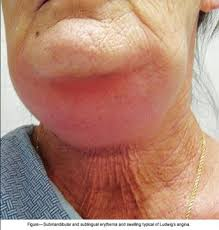 Figure—Submandibular and sublingual erythema and swelling typical of Ludwig's angina.